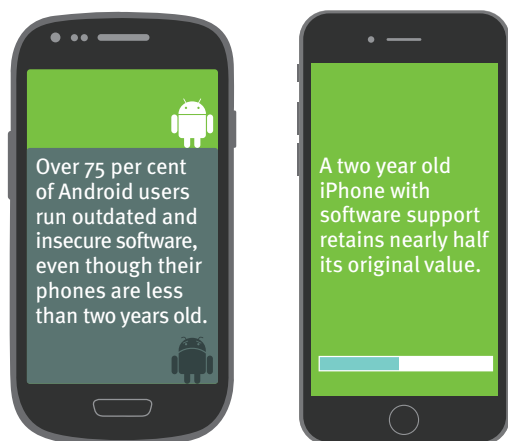 Over 75 per cent
of Android users
run outdated and
insecure software,
even though their
phones are less
than two years old.
A two year old
iPhone with
software support
retains nearly half
its original value.